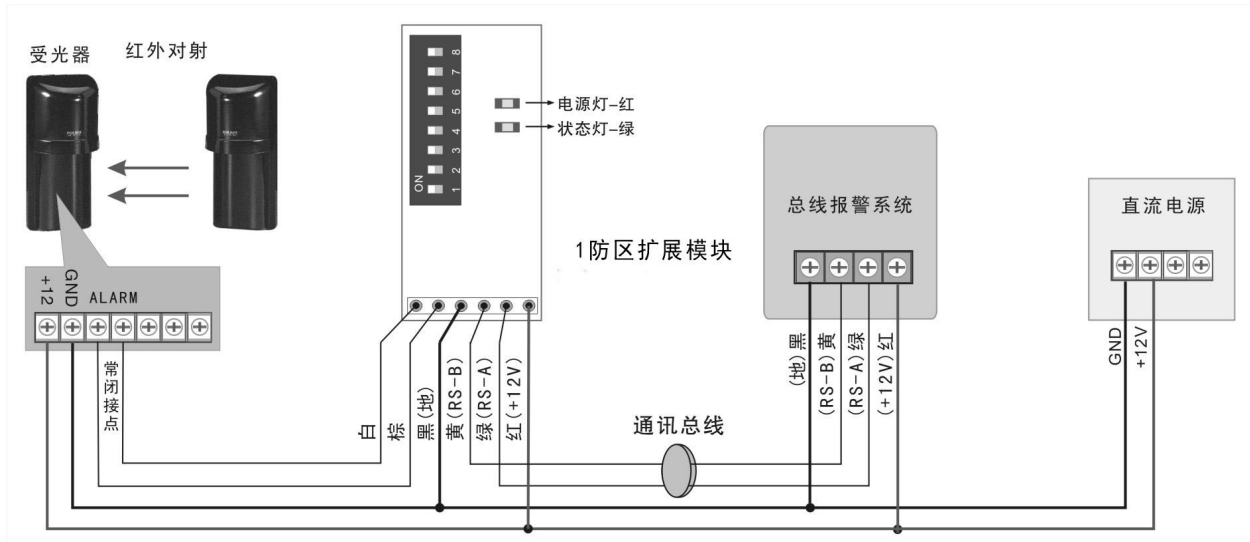 受光器
红外对射
8
7
6
5
4
3
2
1
ON
电源灯-红
状态灯-绿
总线报警系统
直流电源
1防区扩展模块
+12
GND
ALARM
常闭接点
白
棕
黑(地)
黄(RS-B)
绿(RS-A)
红(+12V)
通讯总线
(地)黑
(RS-B)黄
(RS-A)绿
(+12V)红
GND
+12V